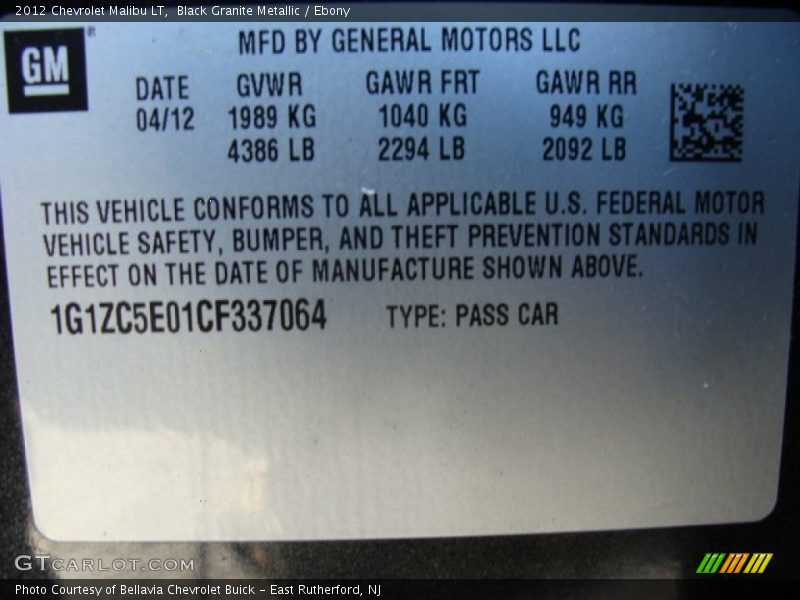 2012 Chevrolet Malibu LT, Black Granite Metallic / Ebony
GM
®
MFD BY GENERAL MOTORS LLC
DATE GVWR GAWR FRT GAWR RR
04/12 1989 KG 1040 KG 949 KG
4386 LB 2294 LB 2092 LB
THIS VEHICLE CONFORMS TO ALL APPLICABLE U.S. FEDERAL MOTOR
VEHICLE SAFETY, BUMPER, AND THEFT PREVENTION STANDARDS IN
EFFECT ON THE DATE OF MANUFACTURE SHOWN ABOVE.
1G1ZC5E01CF337064 TYPE: PASS CAR
GTCARLOT.COM
Photo Courtesy of Bellavia Chevrolet Buick - East Rutherford, NJ